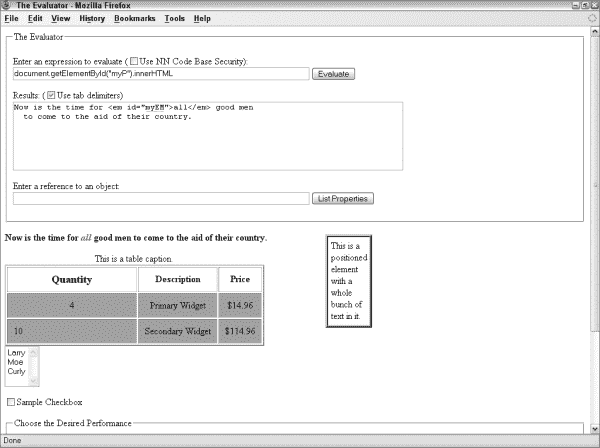 The Evaluator - Mozilla Firefox
File Edit View History Bookmarks Tools Help
The Evaluator
Enter an expression to evaluate ( Use NN Code Base Security):
document.getElementById("myP").innerHTML
Evaluate
Results: ( Use tab delimiters):
Now is the time for <em id="myEM">all</em> good men
to come to the aid of their country.
Enter a reference to an object:
List Properties
Now is the time for all good men to come to the aid of their country.
This is a table caption.
Quantity Description Price
4 Primary Widget $14.96
10 Secondary Widget $114.96
This is a
positioned
element
with a
whole
bunch of
text in it.
Larry
Moe
Curly
Sample Checkbox
Choose the Desired Performance
Done